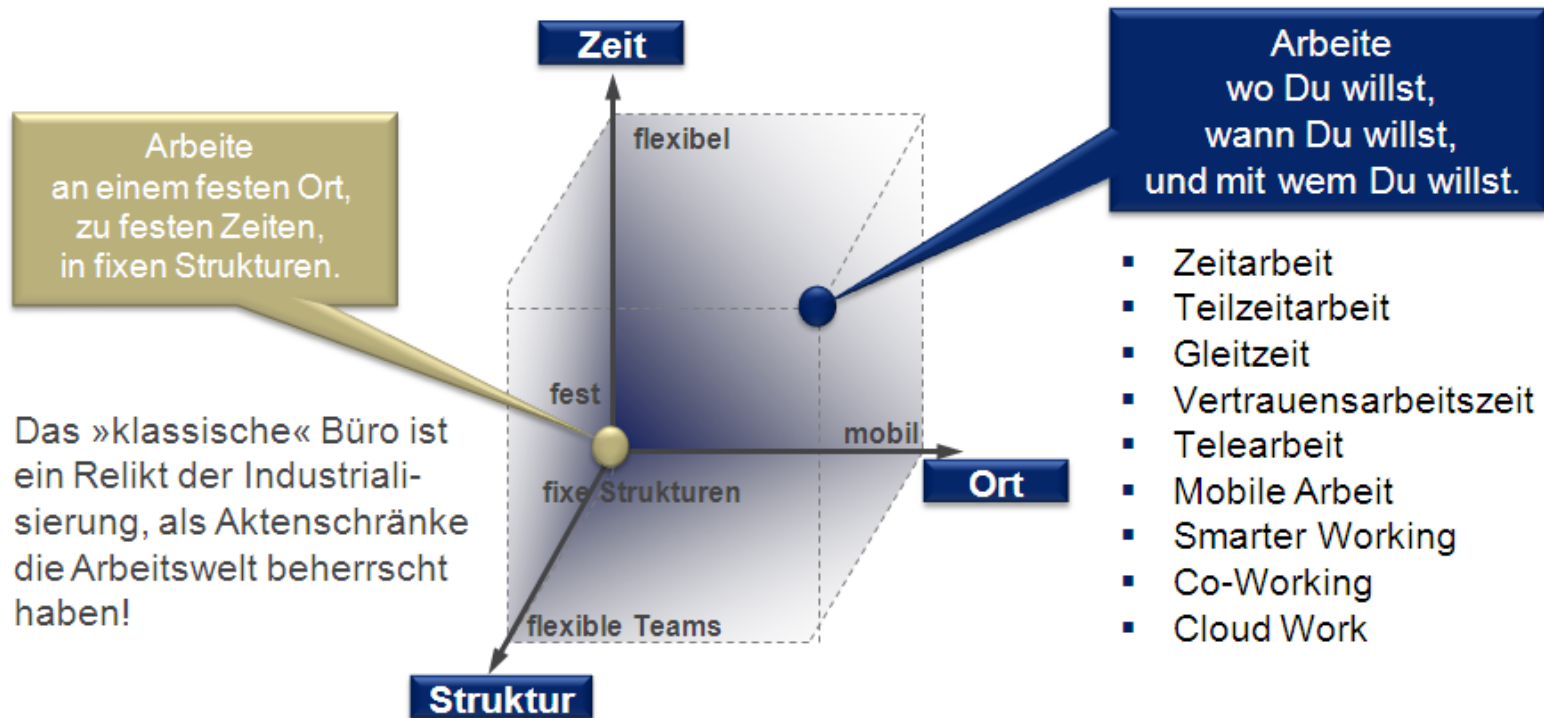 Zeit
Arbeite
an einem festen Ort,
zu festen Zeiten,
in fixen Strukturen.
Das »klassische« Büro ist
ein Relikt der Industriali-
sierung, als Aktenschränke
die Arbeitswelt beherrscht
haben!
flexibel
fest
mobil
Ort
fixe Strukturen
flexible Teams
Struktur
Arbeite
wo Du willst,
wann Du willst,
und mit wem Du willst.
▪ Zeitarbeit
▪ Teilzeitarbeit
▪ Gleitzeit
▪ Vertrauensarbeitszeit
▪ Telearbeit
▪ Mobile Arbeit
▪ Smarter Working
▪ Co-Working
▪ Cloud Work